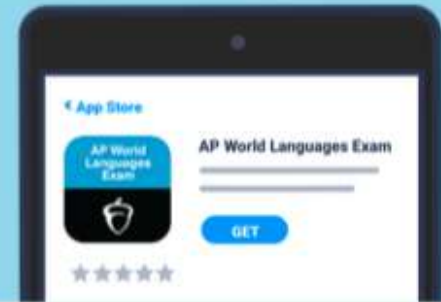 < App Store
AP World
Languages
Exam
AP World Languages Exam
GET